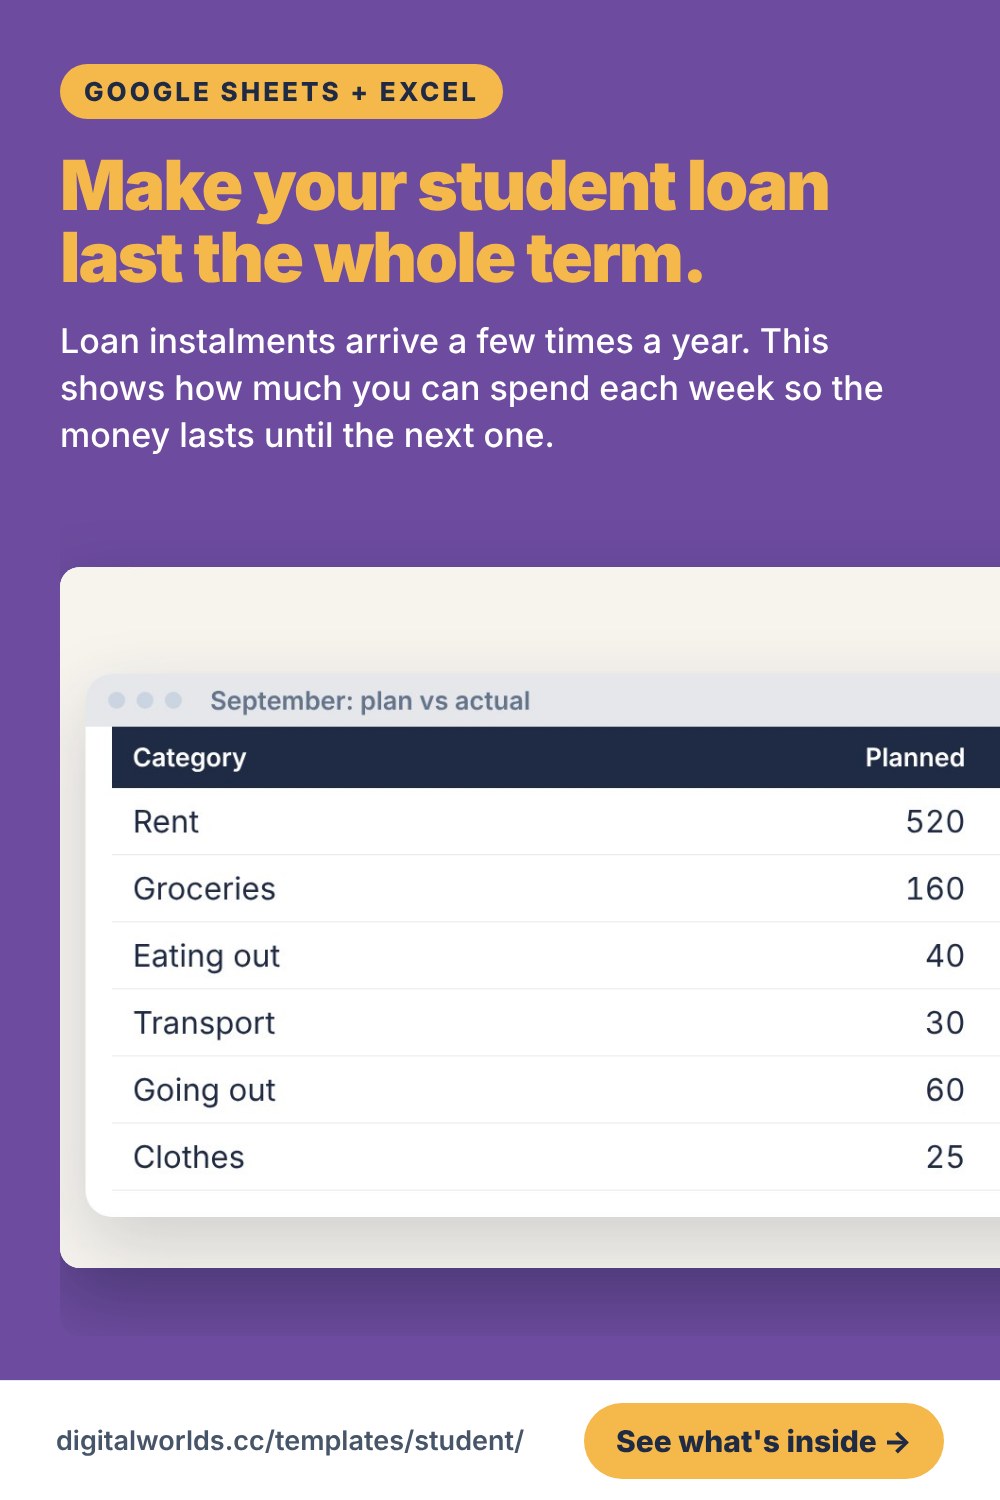 GOOGLE SHEETS + EXCEL
Make your student loan
last the whole term.
Loan instalments arrive a few times a year. This
shows how much you can spend each week so the
money lasts until the next one.
September: plan vs actual
Category Planned
Rent 520
Groceries 160
Eating out 40
Transport 30
Going out 60
Clothes 25
digitalworlds.cc/templates/student/
See what's inside →